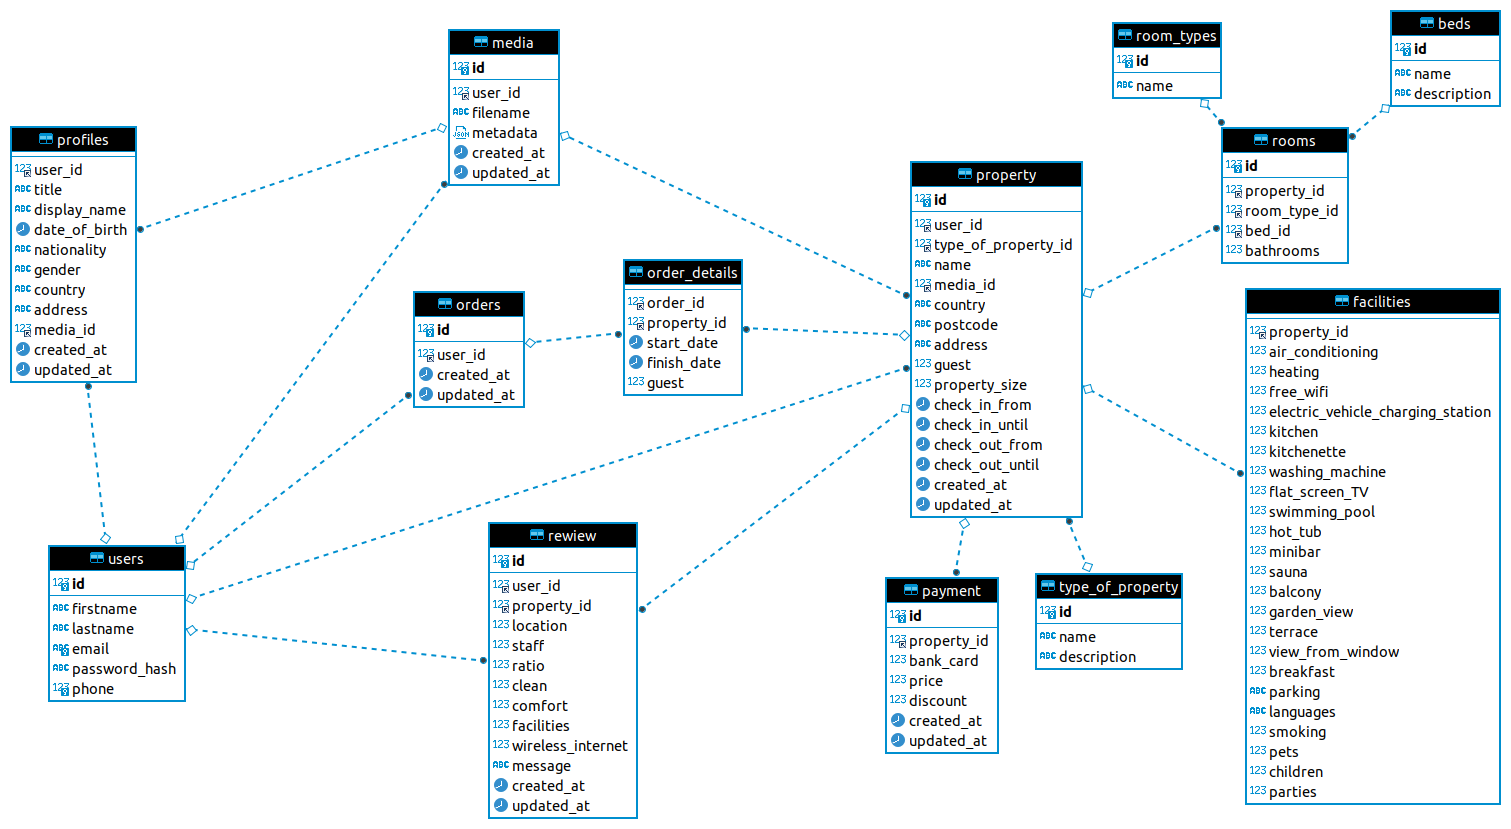 media
id
user_id
filename
metadata
created_at
updated_at
profiles
user_id
title
display_name
date_of_birth
nationality
gender
country
address
media_id
created_at
updated_at
room_types
id
name
beds
id
name
description
rooms
id
property_id
room_type_id
bed_id
bathrooms
property
id
user_id
type_of_property_id
name
media_id
country
postcode
address
guest
property_size
check_in_from
check_in_until
check_out_from
check_out_until
created_at
updated_at
order_details
order_id
property_id
start_date
finish_date
guest
orders
id
user_id
created_at
updated_at
facilities
property_id
air_conditioning
heating
free_wifi
electric_vehicle_charging_station
kitchen
kitchenette
washing_machine
flat_screen_TV
swimming_pool
hot_tub
minibar
sauna
balcony
garden_view
terrace
view_from_window
breakfast
parking
languages
smoking
pets
children
parties
users
id
firstname
lastname
email
password_hash
phone
rewiew
id
user_id
property_id
location
staff
ratio
clean
comfort
facilities
wireless_internet
message
created_at
updated_at
payment
id
property_id
bank_card
price
discount
created_at
updated_at
type_of_property
id
name
description